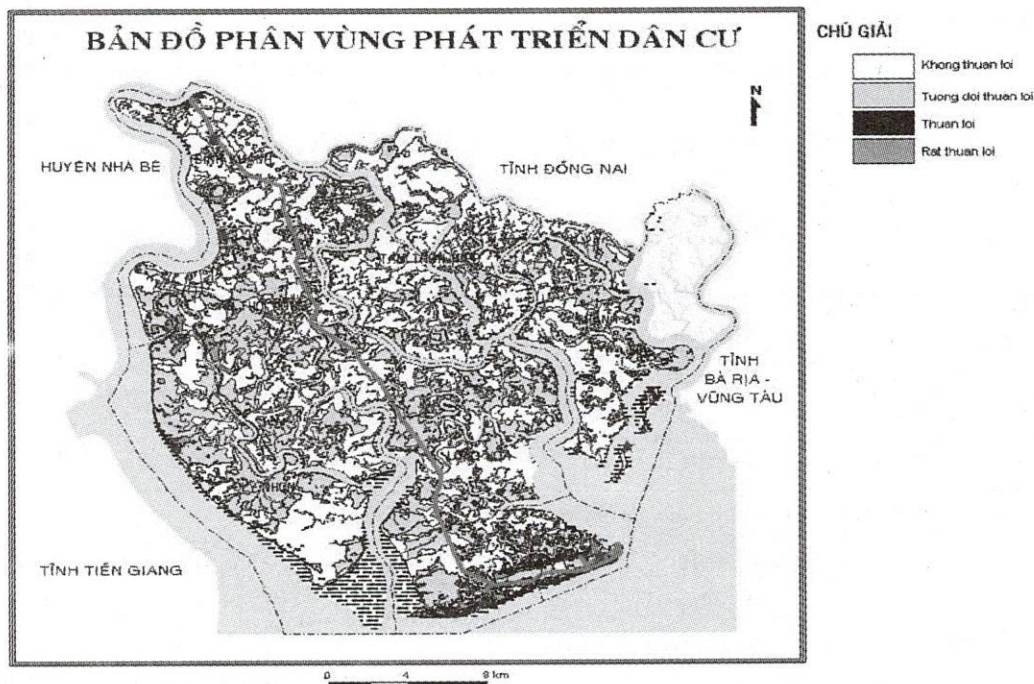 BẢN ĐỒ PHÂN VÙNG PHÁT TRIỂN DÂN CƯ
CHÚ GIẢI
Khong thuan loi
Tuong doi thuan loi
Thuan loi
Rat thuan loi
N
HUYỆN NHÀ BÈ
TỈNH ĐỒNG NAI
TỈNH
BÀ RỊA -
VŨNG TÀU
TỈNH TIỀN GIANG
0 4 8 km